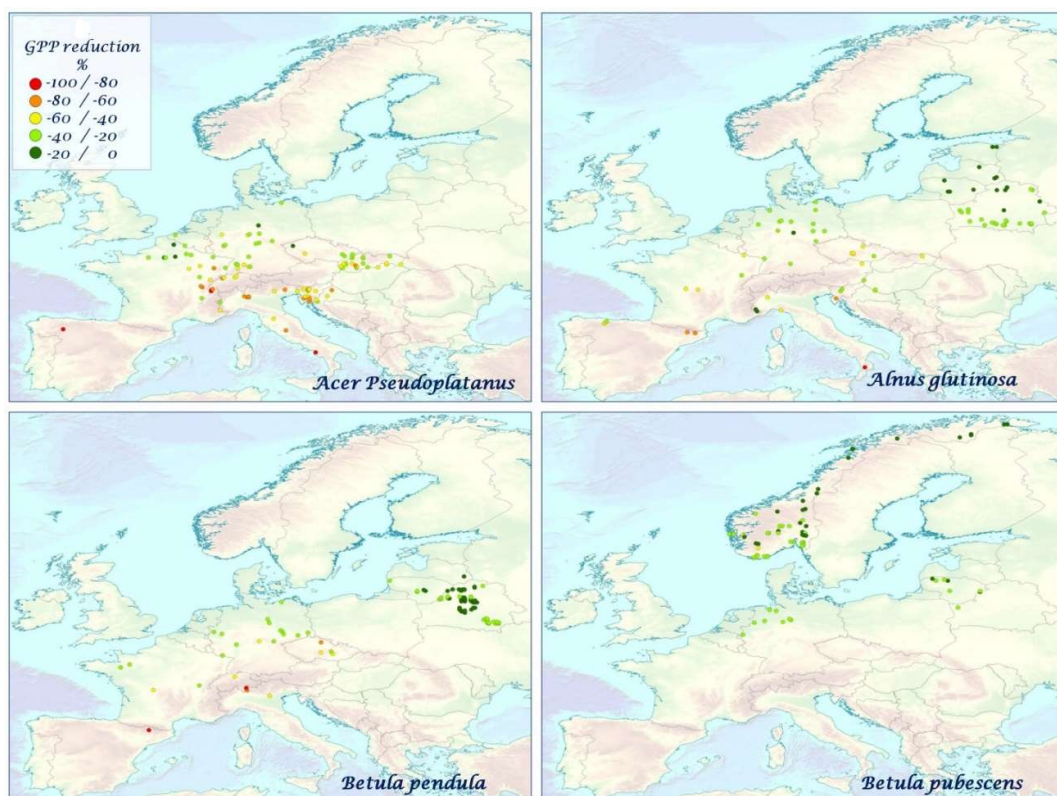 GPP reduction
%
-100 / -80
-80 / -60
-60 / -40
-40 / -20
-20 / 0
Acer Pseudoplatanus
Alnus glutinosa
Betula pendula
Betula pubescens